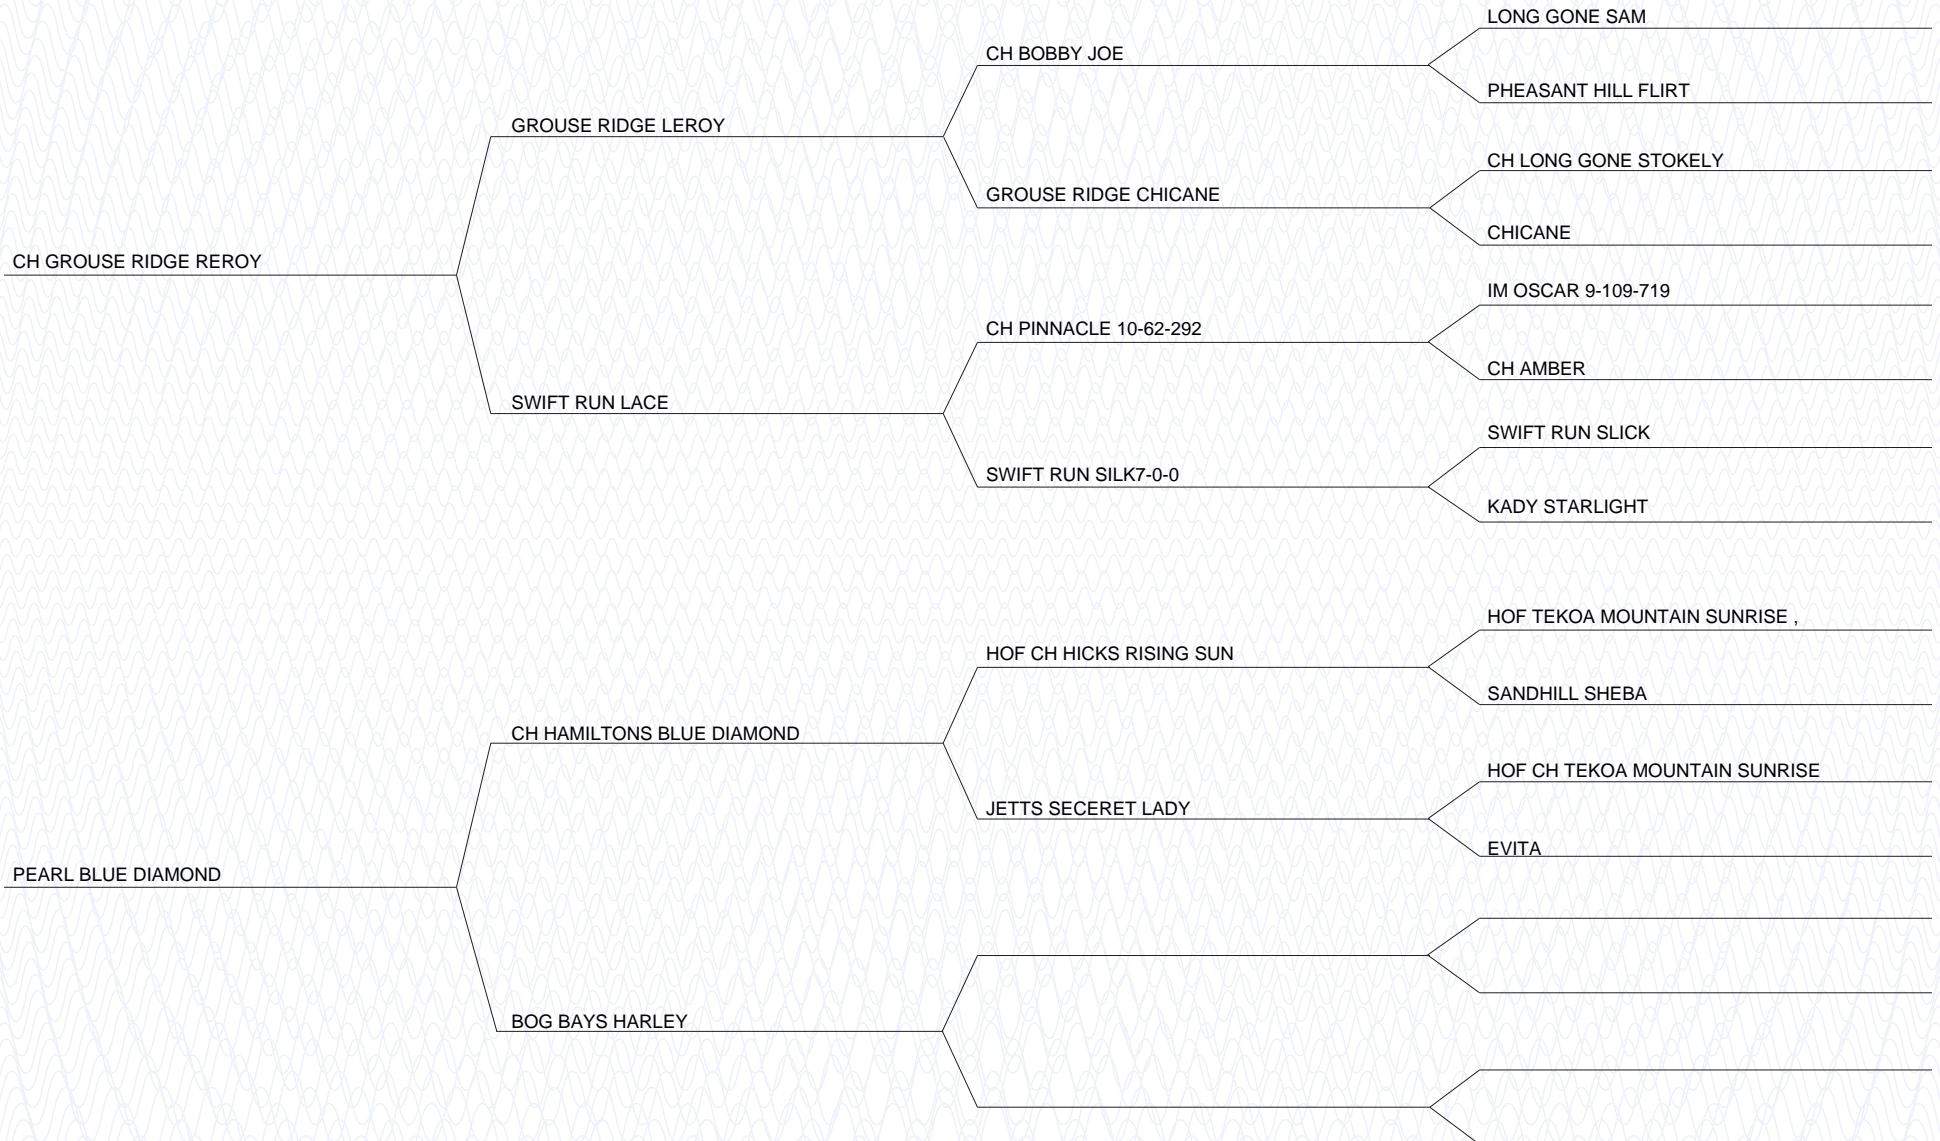 LONG GONE SAM
CH BOBBY JOE
PHEASANT HILL FLIRT
GROUSE RIDGE LEROY
CH LONG GONE STOKELY
GROUSE RIDGE CHICANE
CHICANE
CH GROUSE RIDGE REROY
IM OSCAR 9-109-719
CH PINNACLE 10-62-292
CH AMBER
SWIFT RUN LACE
SWIFT RUN SLICK
SWIFT RUN SILK7-0-0
KADY STARLIGHT
HOF TEKOA MOUNTAIN SUNRISE ,
HOF CH HICKS RISING SUN
SANDHILL SHEBA
CH HAMILTONS BLUE DIAMOND
HOF CH TEKOA MOUNTAIN SUNRISE
JETTS SECERET LADY
EVITA
PEARL BLUE DIAMOND
BOG BAYS HARLEY